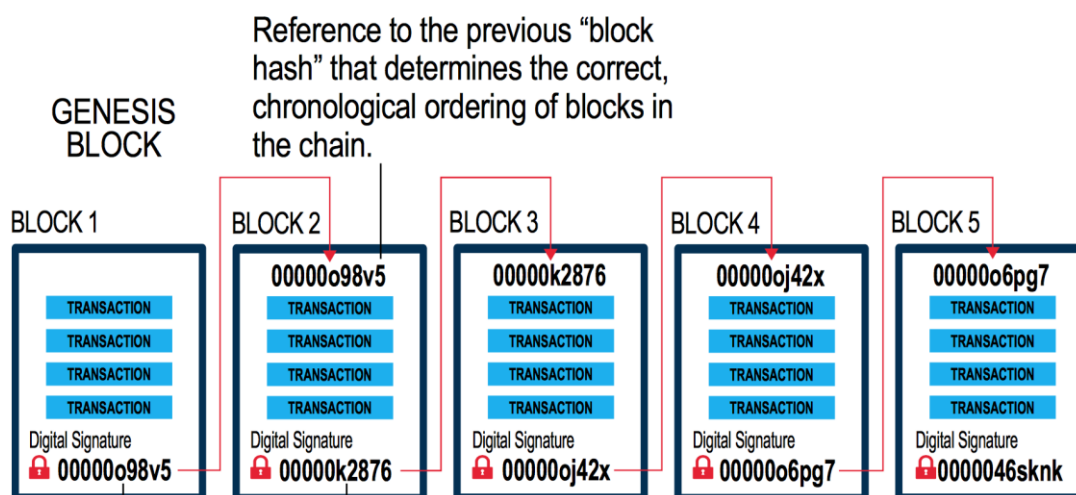 Reference to the previous “block
hash” that determines the correct,
chronological ordering of blocks in
the chain.
GENESIS
BLOCK
BLOCK 1
TRANSACTION
TRANSACTION
TRANSACTION
TRANSACTION
Digital Signature
00000o98v5
BLOCK 2
00000o98v5
TRANSACTION
TRANSACTION
TRANSACTION
TRANSACTION
Digital Signature
00000k2876
BLOCK 3
00000k2876
TRANSACTION
TRANSACTION
TRANSACTION
TRANSACTION
Digital Signature
00000oj42x
BLOCK 4
00000oj42x
TRANSACTION
TRANSACTION
TRANSACTION
TRANSACTION
Digital Signature
00000o6pg7
BLOCK 5
00000o6pg7
TRANSACTION
TRANSACTION
TRANSACTION
TRANSACTION
Digital Signature
0000046sknk